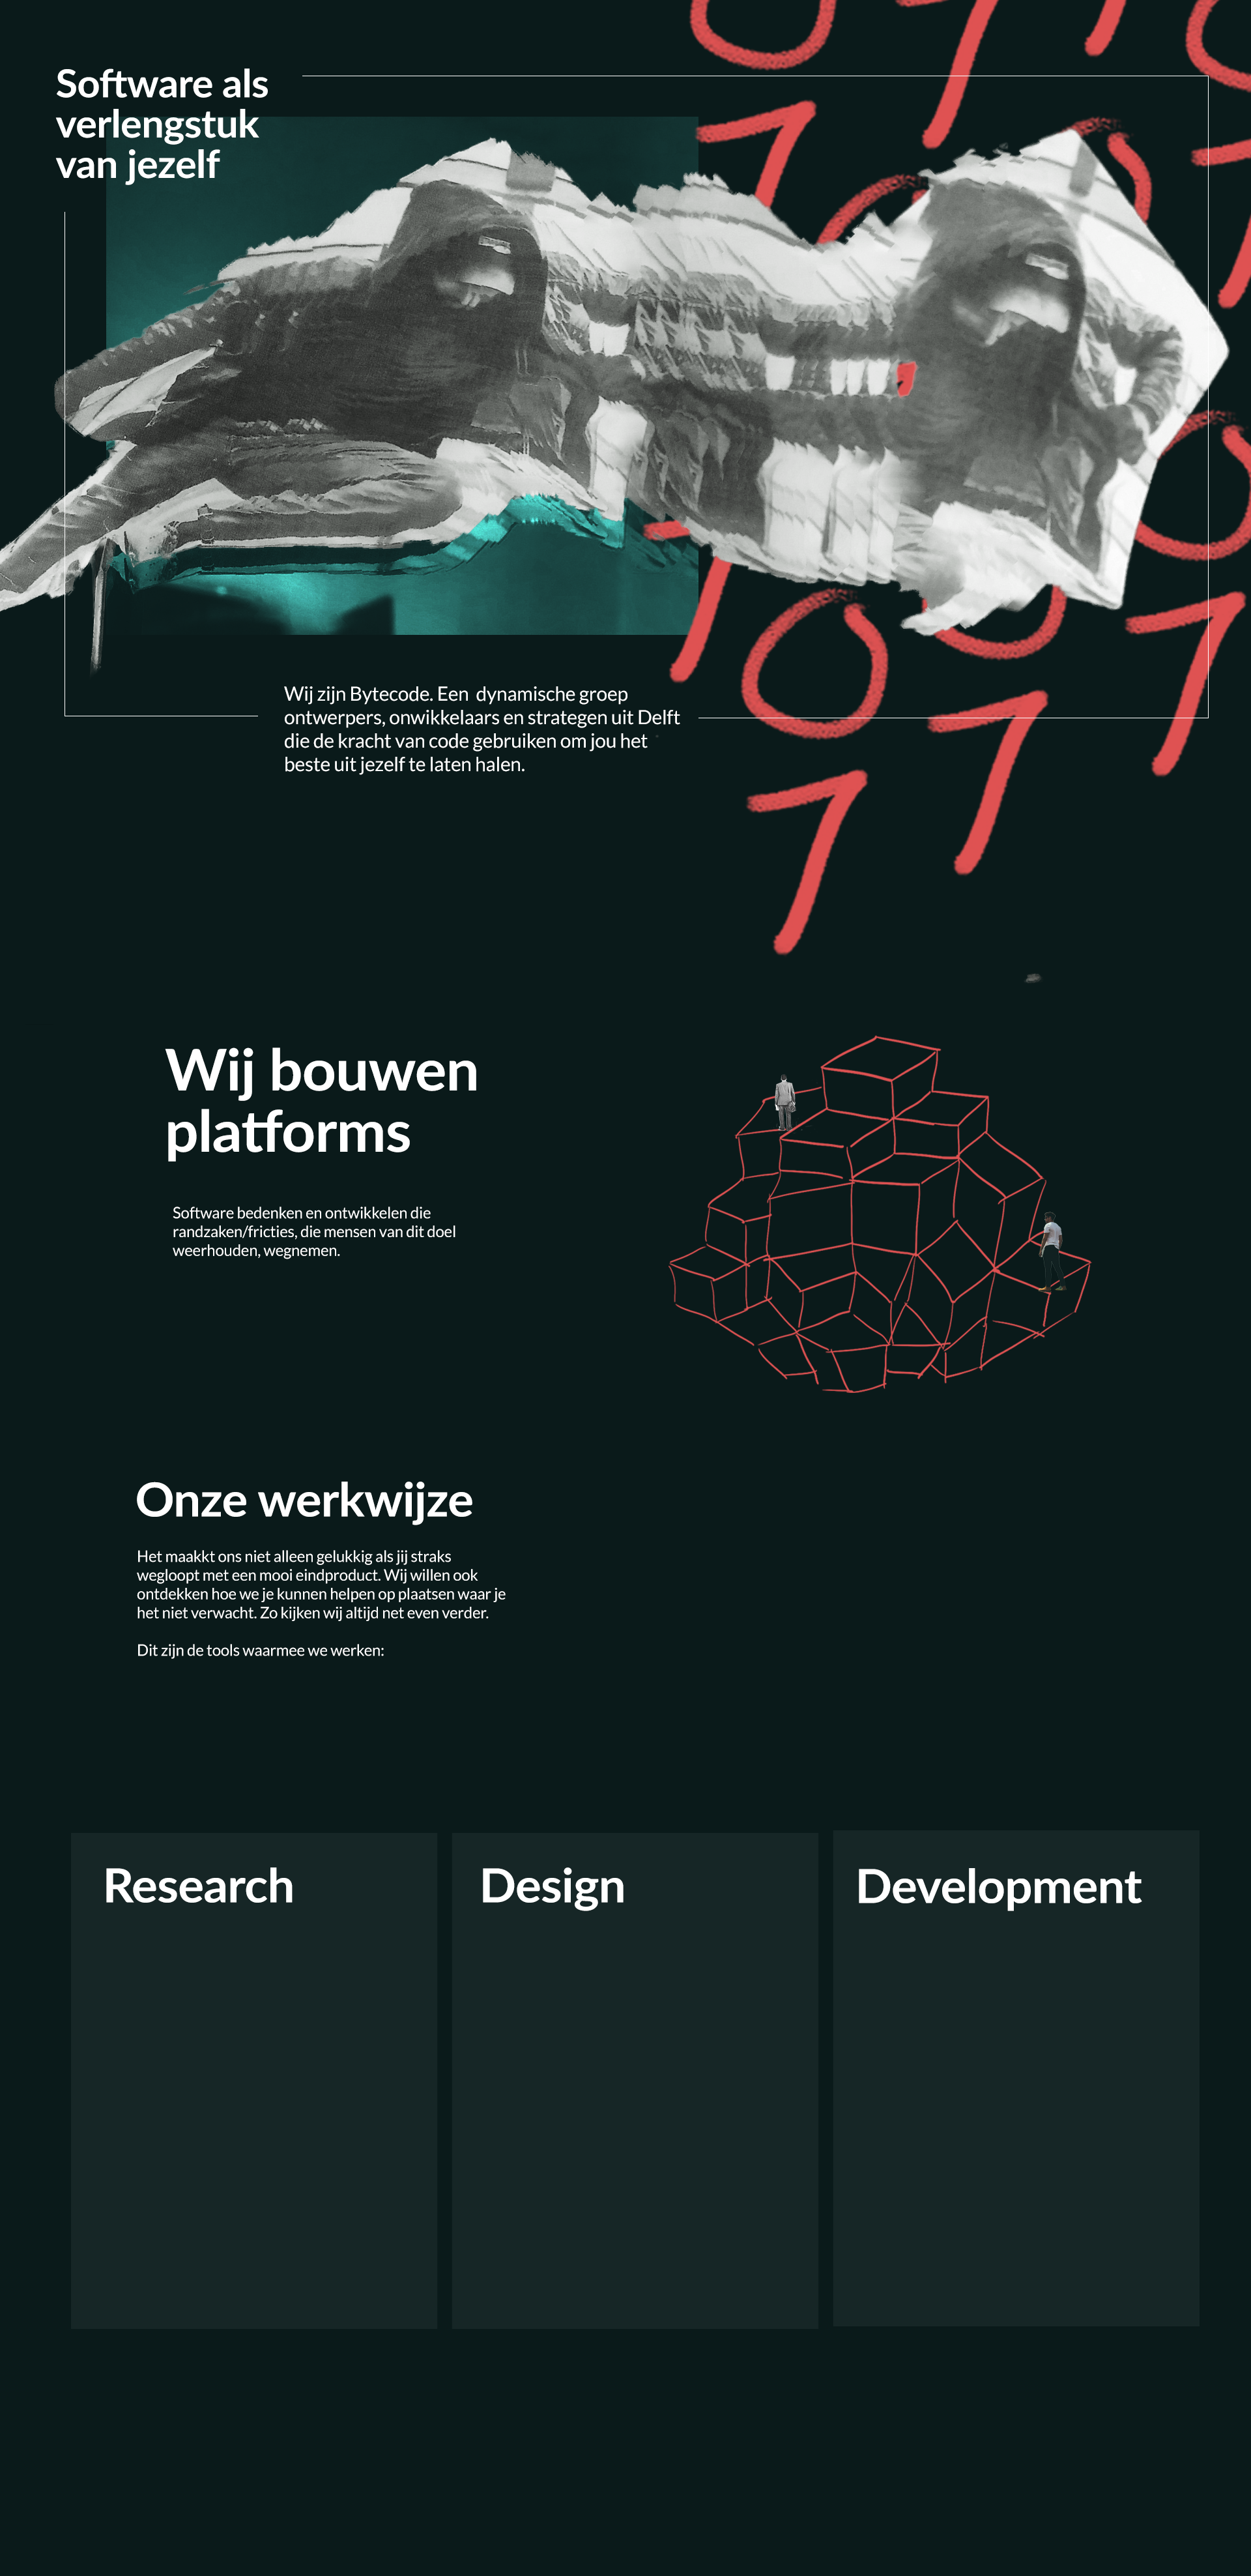 Software als
verlengstuk
van jezelf
Wij zijn Bytecode. Een  dynamische groep
ontwerpers, onwikkelaars en strategen uit Delft
die de kracht van code gebruiken om jou het
beste uit jezelf te laten halen.
Wij bouwen
platforms
Software bedenken en ontwikkelen die
randzaken/fricties, die mensen van dit doel
weerhouden, wegnemen.
Onze werkwijze
Het maakkt ons niet alleen gelukkig als jij straks
wegloopt met een mooi eindproduct. Wij willen ook
ontdekken hoe we je kunnen helpen op plaatsen waar je
het niet verwacht. Zo kijken wij altijd net even verder.
Dit zijn de tools waarmee we werken:
Research
Design
Development